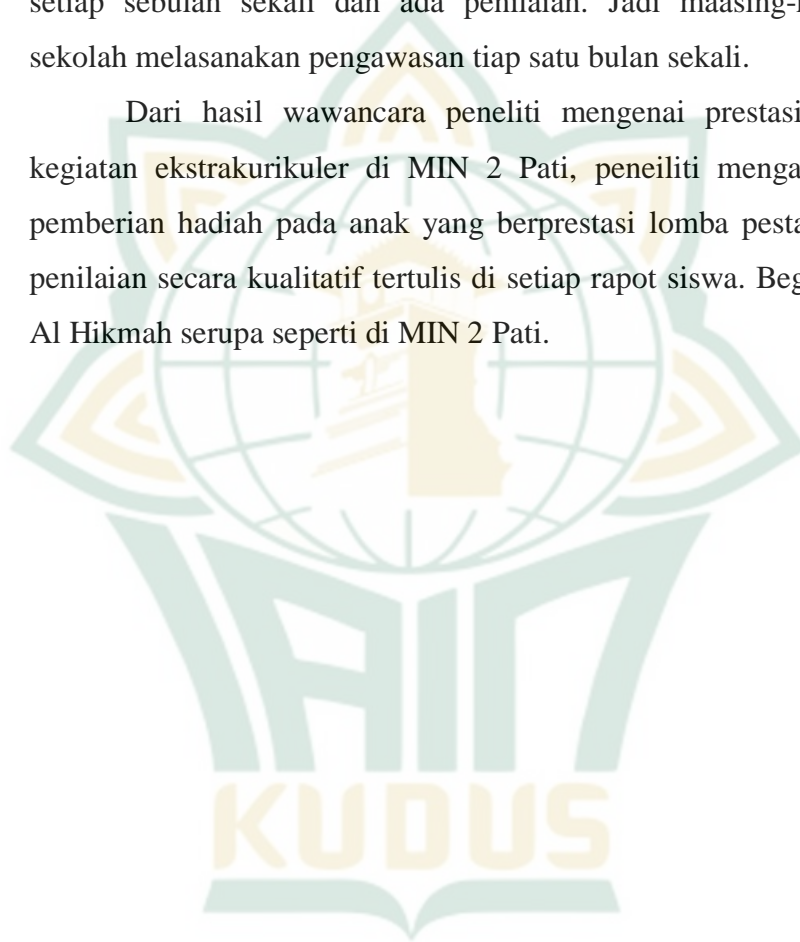 setiap sebulan sekali dan ada penilaian. Jadi maasing-
sekolah melasanakan pengawasan tiap satu bulan sekali.
Dari hasil wawancara peneliti mengenai prestasi
kegiatan ekstrakurikuler di MIN 2 Pati, peneiliti menga
pemberian hadiah pada anak yang berprestasi lomba pesta
penilaian secara kualitatif tertulis di setiap rapot siswa. Beg
Al Hikmah serupa seperti di MIN 2 Pati.
IAIN
KUDUS